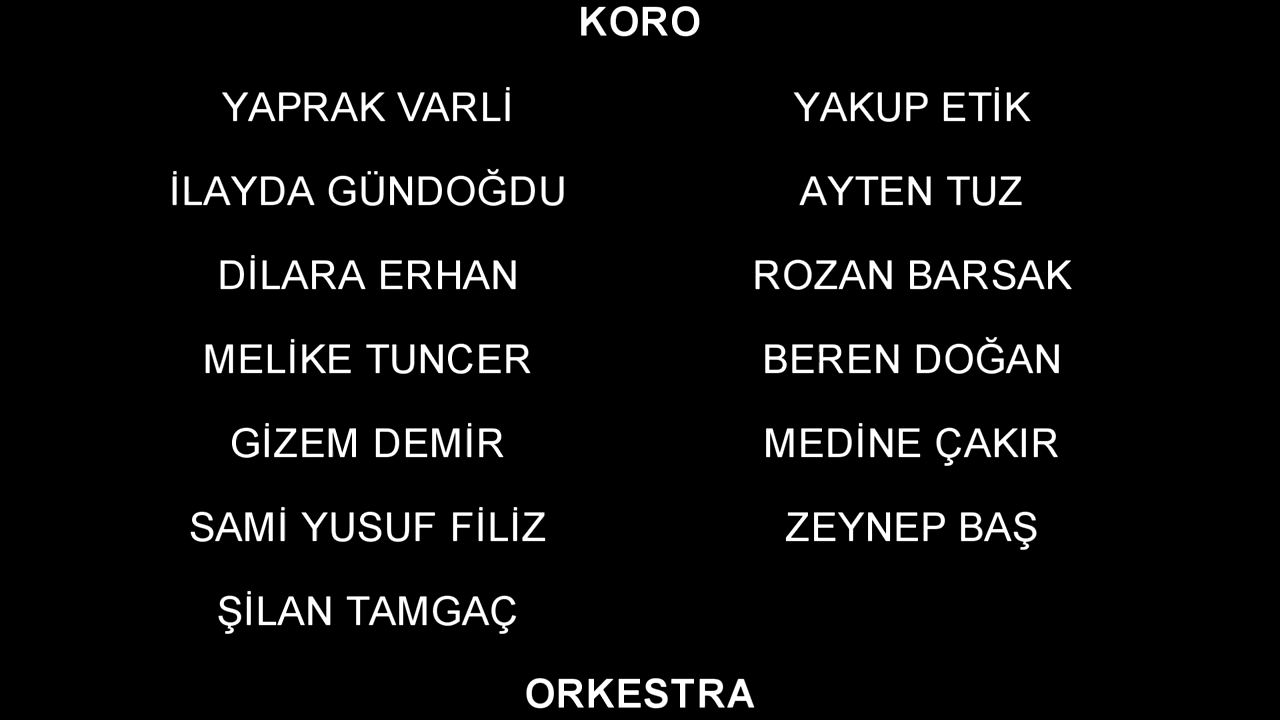 KORO
YAPRAK VARLİ YAKUP ETİK
İLAYDA GÜNDOĞDU AYTEN TUZ
DİLARA ERHAN ROZAN BARSAK
MELİKE TUNCER BEREN DOĞAN
GİZEM DEMİR MEDİNE ÇAKIR
SAMİ YUSUF FİLİZ ZEYNEP BAŞ
ŞİLAN TAMGAÇ
ORKESTRA